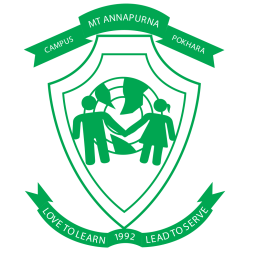 CAMPUS MT ANNAPURNA POKHARA
LOVE TO LEARN 1992 LEAD TO SERVE